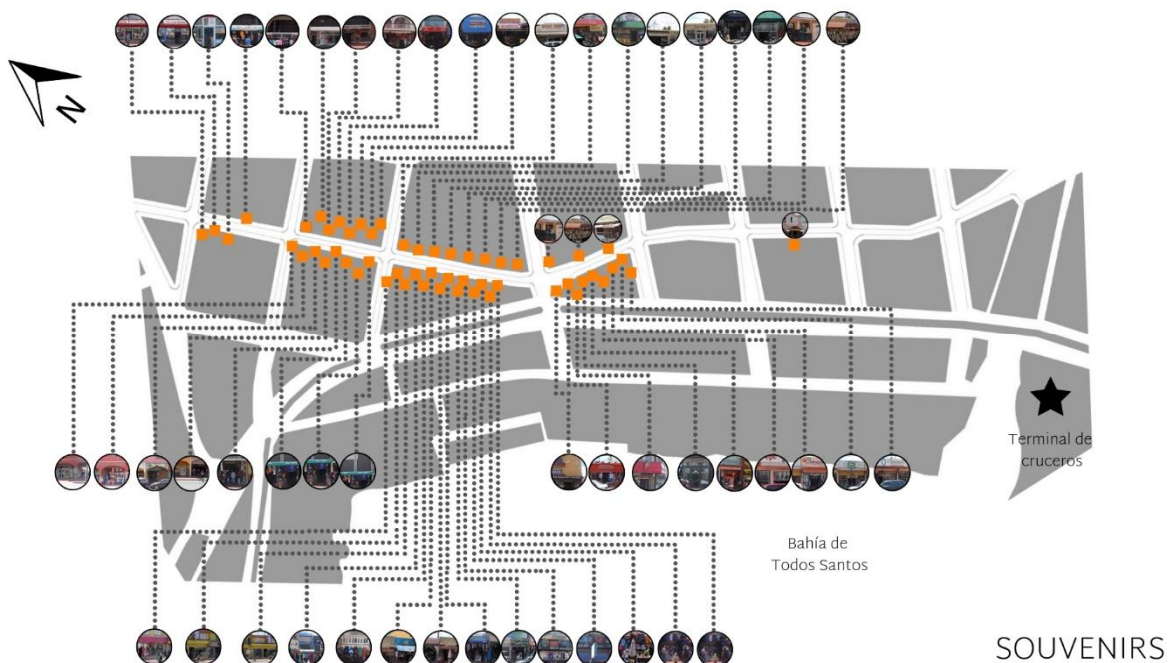 N
Terminal de
cruceros
Bahía de
Todos Santos
SOUVENIRS